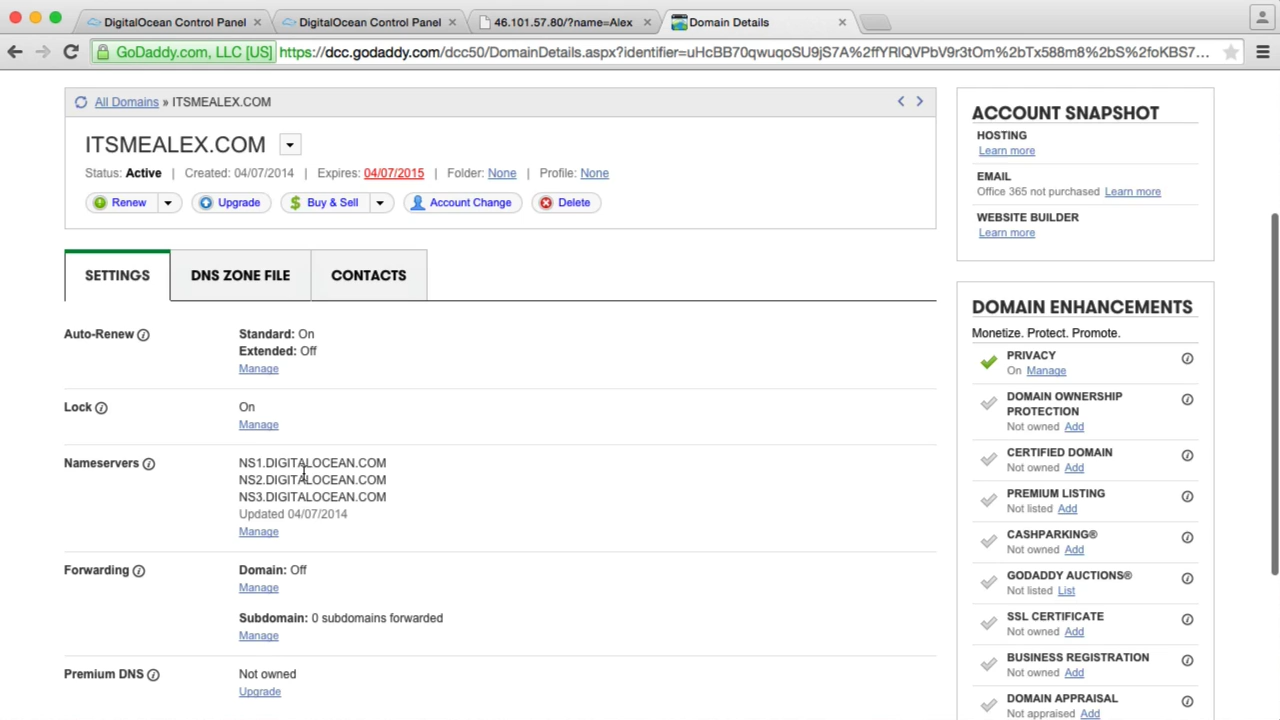 DigitalOcean Control Panel
DigitalOcean Control Panel
46.101.57.80/?name=Alex
Domain Details
GoDaddy.com, LLC [US]
https://dcc.godaddy.com/dcc50/DomainDetails.aspx?identifier=uHcBB70qwuqoSU9jS7A%2ffYRlQVPbV9r3tOm%2bTx588m8%2bS%2foKBS7...
All Domains » ITSMEALEX.COM
ITSMEALEX.COM
Status: Active | Created: 04/07/2014 | Expires: 04/07/2015 | Folder: None | Profile: None
Renew Upgrade $ Buy & Sell Account Change Delete
SETTINGS DNS ZONE FILE CONTACTS
Auto-Renew
Standard: On
Extended: Off
Manage
Lock
On
Manage
Nameservers
NS1.DIGITALOCEAN.COM
NS2.DIGITALOCEAN.COM
NS3.DIGITALOCEAN.COM
Updated 04/07/2014
Manage
Forwarding
Domain: Off
Manage
Subdomain: 0 subdomains forwarded
Manage
Premium DNS
Not owned
Upgrade
ACCOUNT SNAPSHOT
HOSTING
Learn more
EMAIL
Office 365 not purchased Learn more
WEBSITE BUILDER
Learn more
DOMAIN ENHANCEMENTS
Monetize. Protect. Promote.
PRIVACY
On Manage
DOMAIN OWNERSHIP
PROTECTION
Not owned Add
CERTIFIED DOMAIN
Not owned Add
PREMIUM LISTING
Not listed Add
CASHPARKING®
Not owned Add
GODADDY AUCTIONS®
Not listed List
SSL CERTIFICATE
Not owned Add
BUSINESS REGISTRATION
Not owned Add
DOMAIN APPRAISAL
Not appraised Add